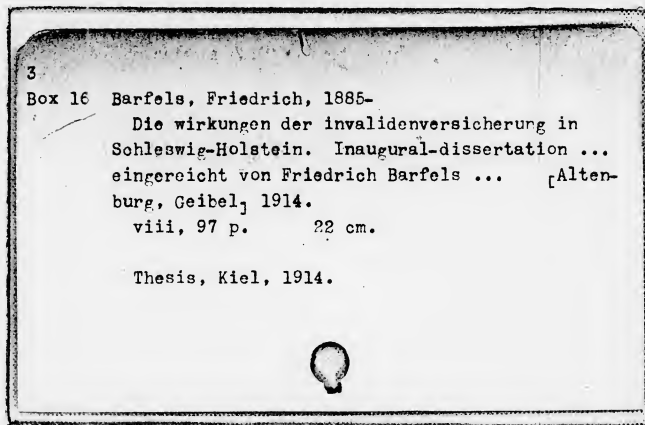 3
Box 16 Barfels, Friedrich, 1885-
Die wirkungen der invalidenversicherung in
Schleswig-Holstein. Inaugural-dissertation ...
eingereicht von Friedrich Barfels ... [Alten-
burg, Geibel] 1914.
viii, 97 p. 22 cm.
Thesis, Kiel, 1914.